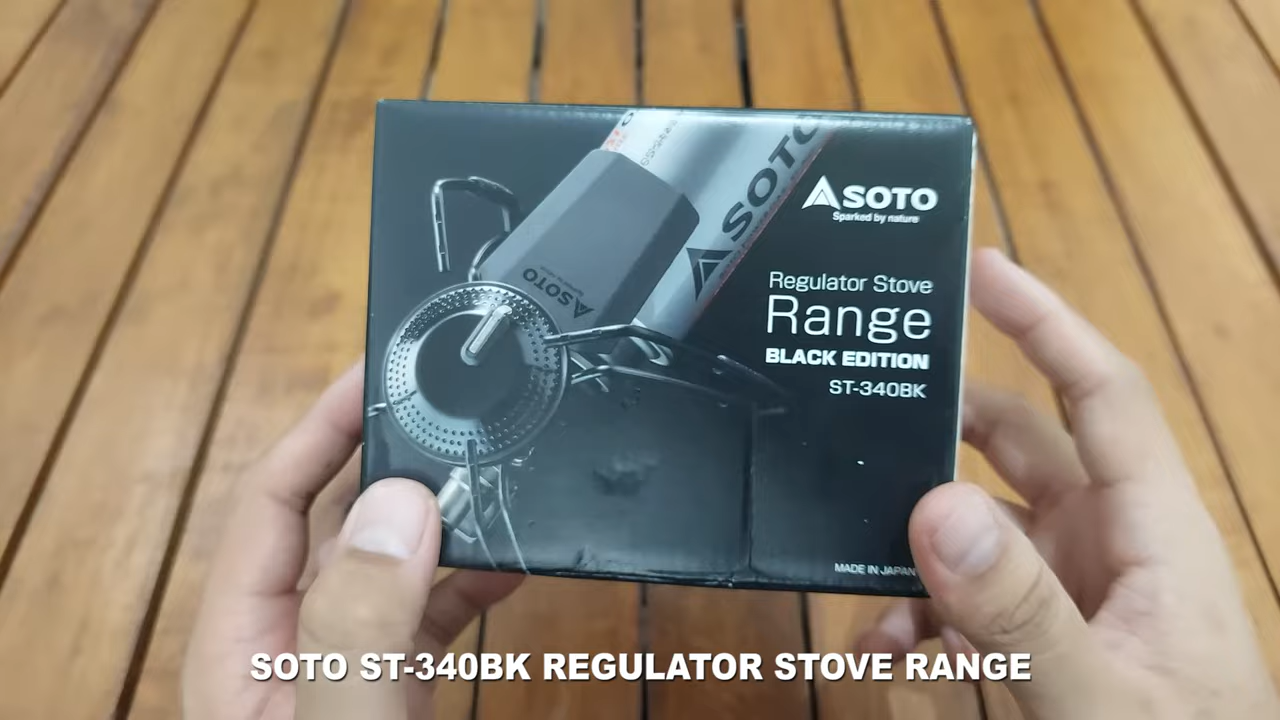 SOTO
SOTO
SOTO
Sparked by nature
Regulator Stove
Range
BLACK EDITION
ST-340BK
MADE IN JAPAN
SOTO ST-340BK REGULATOR STOVE RANGE